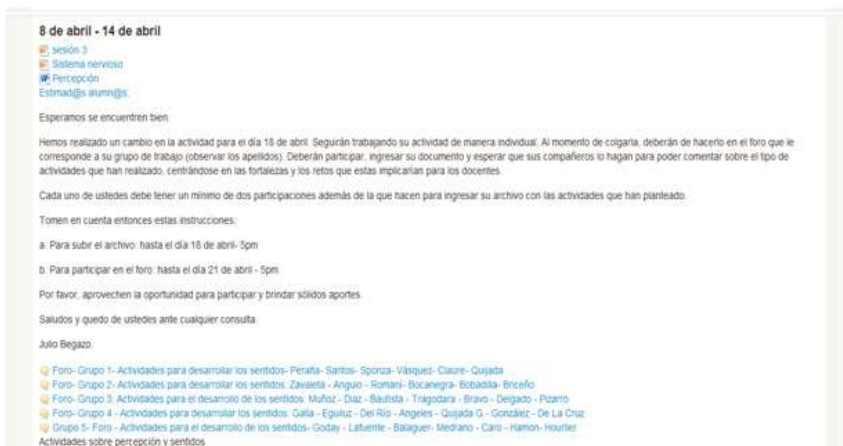 8 de abril - 14 de abril
sesión 3
Sistema nervioso
Percepción
Estimad@s alumn@s:
Esperamos se encuentren bien.
Hemos realizado un cambio en la actividad para el día 18 de abril. Seguirán trabajando su actividad de manera individual. Al momento de colgarla, deberán de hacerlo en el foro que le
corresponde a su grupo de trabajo (observar los apellidos). Deberán participar, ingresar su documento y esperar que sus compañeros lo hagan para poder comentar sobre el tipo de
actividades que han realizado, centrándose en las fortalezas y los retos que estas implicarían para los docentes.
Cada uno de ustedes debe tener un mínimo de dos participaciones además de la que hacen para ingresar su archivo con las actividades que han planteado.
Tomen en cuenta entonces estas instrucciones:
a. Para subir el archivo: hasta el día 18 de abril- 5pm
b. Para participar en el foro: hasta el día 21 de abril - 5pm
Por favor, aprovechen la oportunidad para participar y brindar sólidos aportes.
Saludos y quedo de ustedes ante cualquier consulta.
Julio Begazo.
Foro- Grupo 1- Actividades para desarrollar los sentidos- Peralta- Santos- Sponza- Vásquez- Claure- Quijada
Foro- Grupo 2- Actividades para desarrollar los sentidos: Zavaleta - Angulo - Romaní- Bocanegra- Bobadilla- Briceño
Foro- Grupo 3: Actividades para el desarrollo de los sentidos: Muñoz - Díaz - Bautista - Tragodara - Bravo - Delgado - Pizarro
Foro- Grupo 4 - Actividades para desarrollar los sentidos: Galla - Eguiluz - Del Río - Angeles - Quijada G - González - De La Cruz
Grupo 5- Foro - Actividades para el desarrollo de los sentidos- Goday - Lafuente - Balaguer- Medrano - Caro - Hamon- Hourlier
Actividades sobre percepción y sentidos